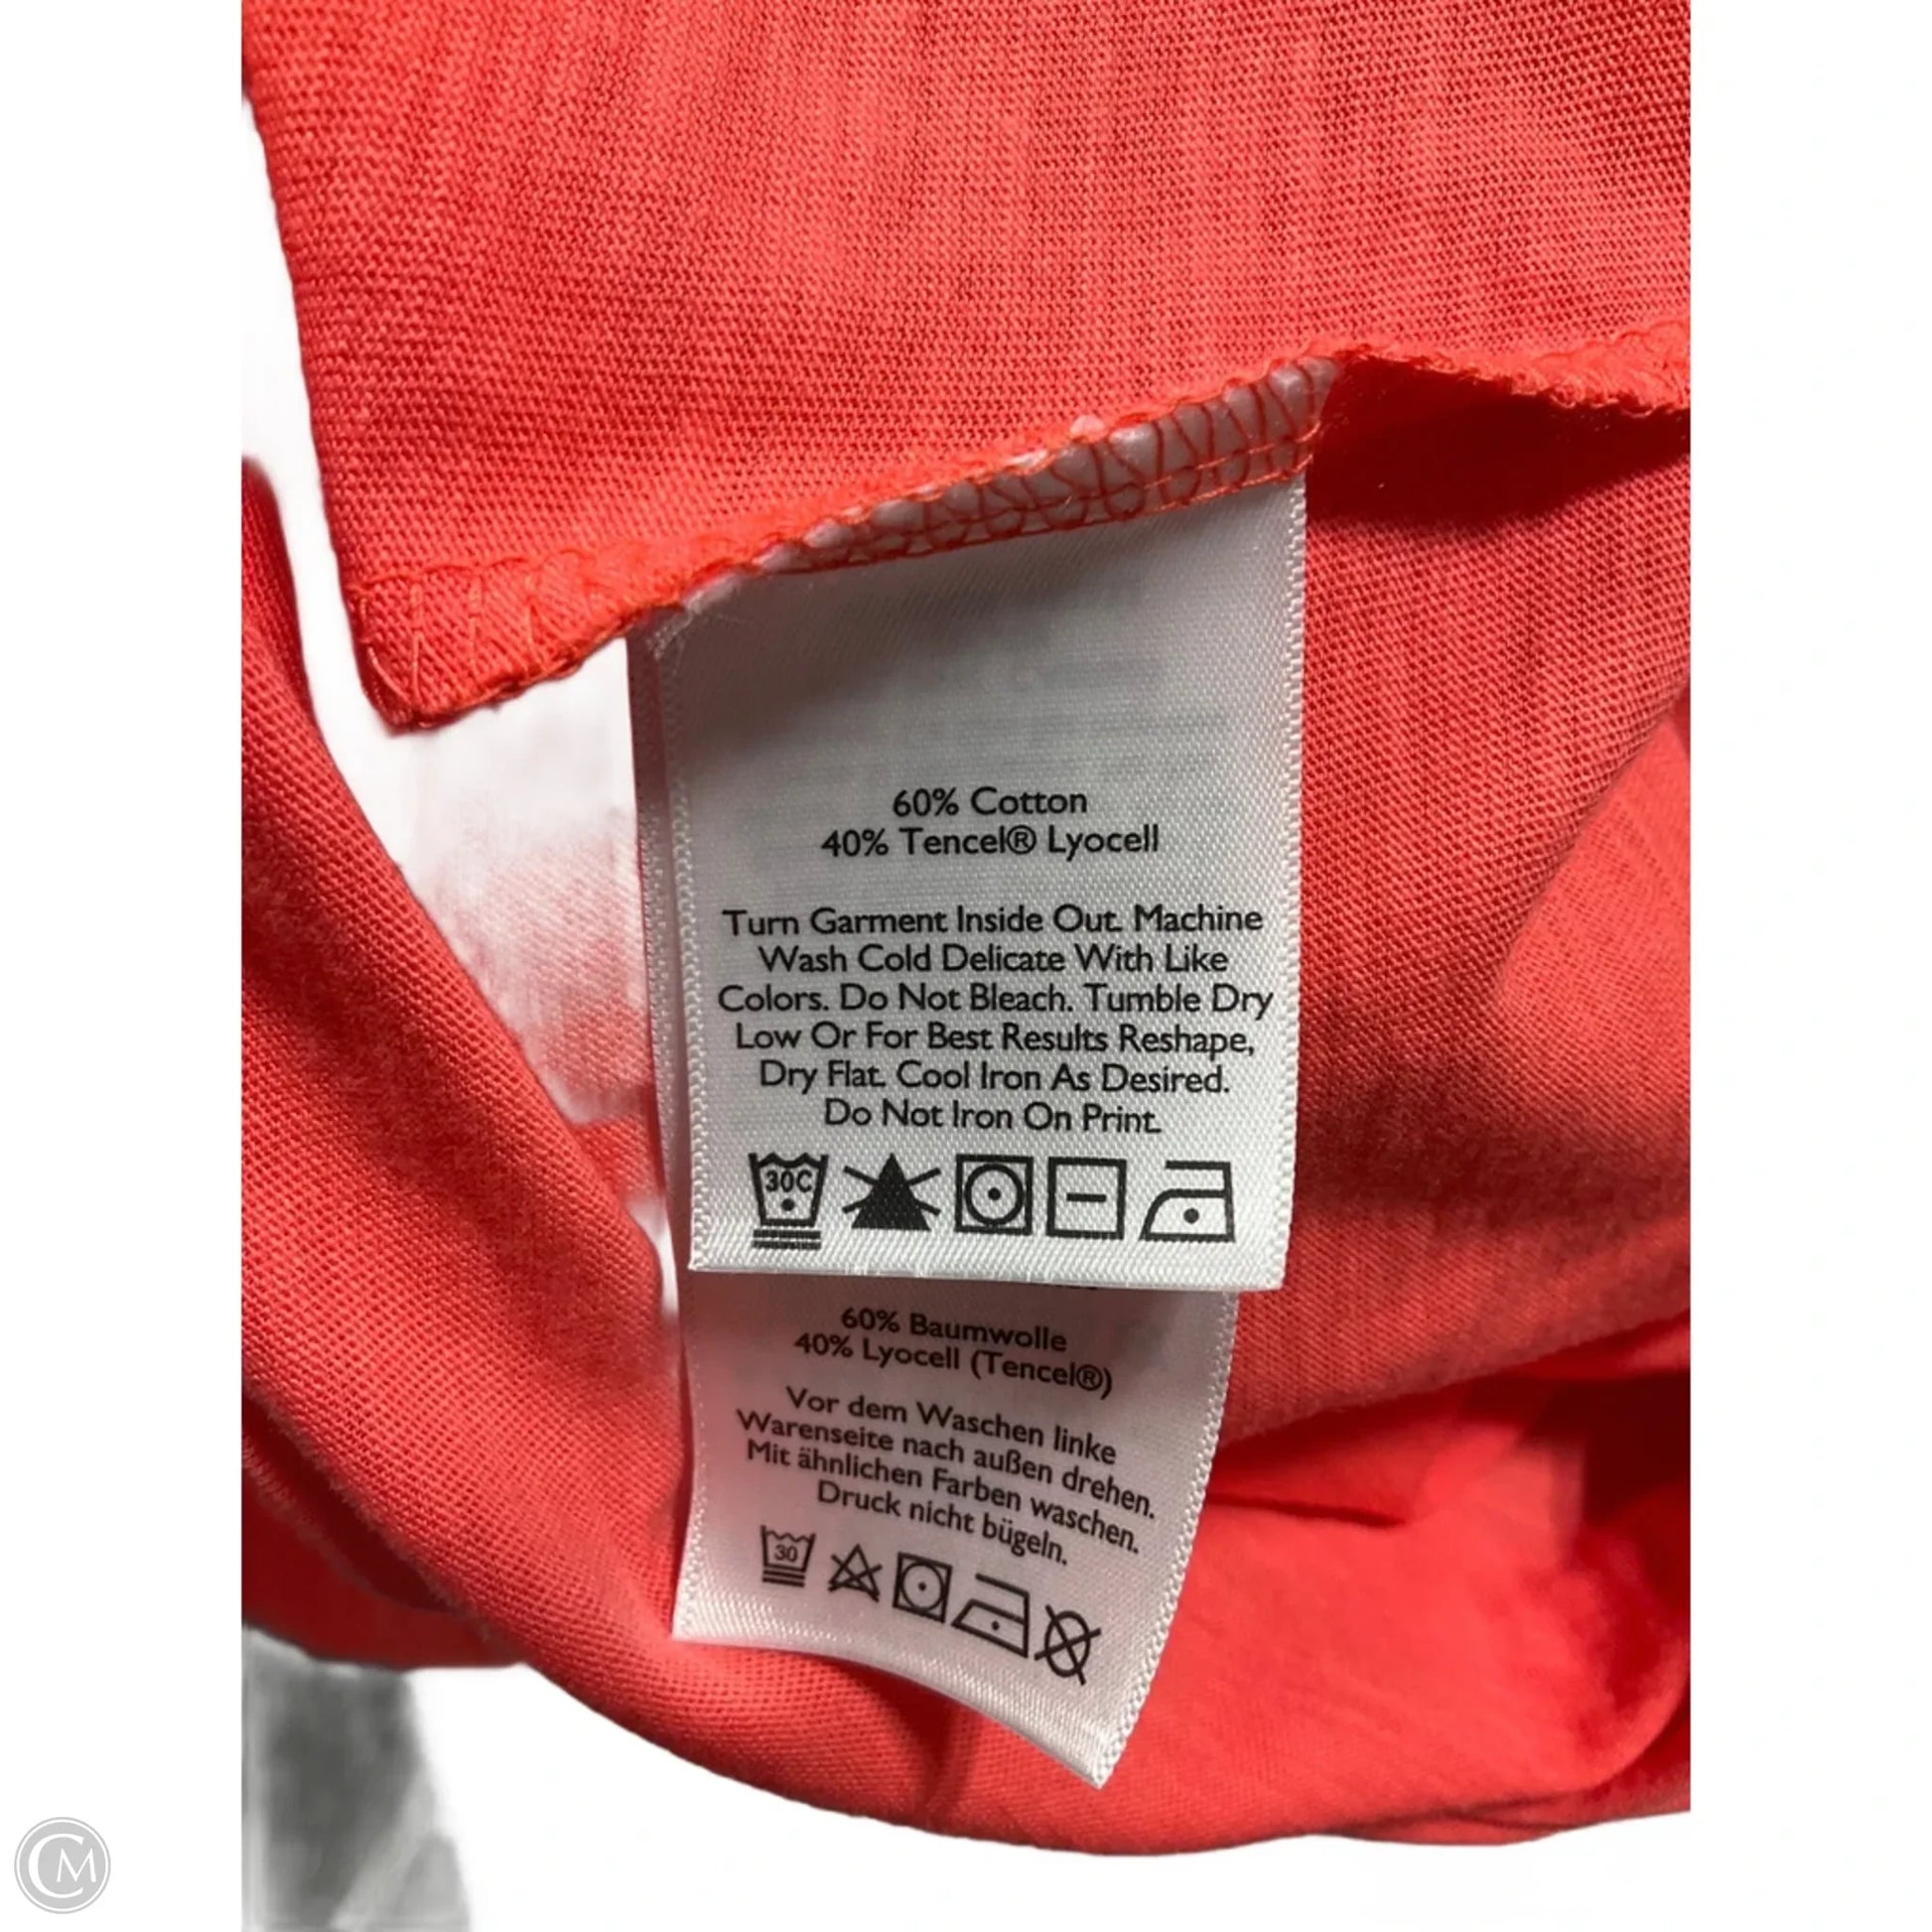 60% Cotton
40% Tencel® Lyocell
Turn Garment Inside Out. Machine
Wash Cold Delicate With Like
Colors. Do Not Bleach. Tumble Dry
Low Or For Best Results Reshape,
Dry Flat. Cool Iron As Desired.
Do Not Iron On Print.
30C
60% Baumwolle
40% Lyocell (Tencel®)
Vor dem Waschen linke
Warenseite nach außen drehen.
Mit ähnlichen Farben waschen.
Druck nicht bügeln.
30
CM